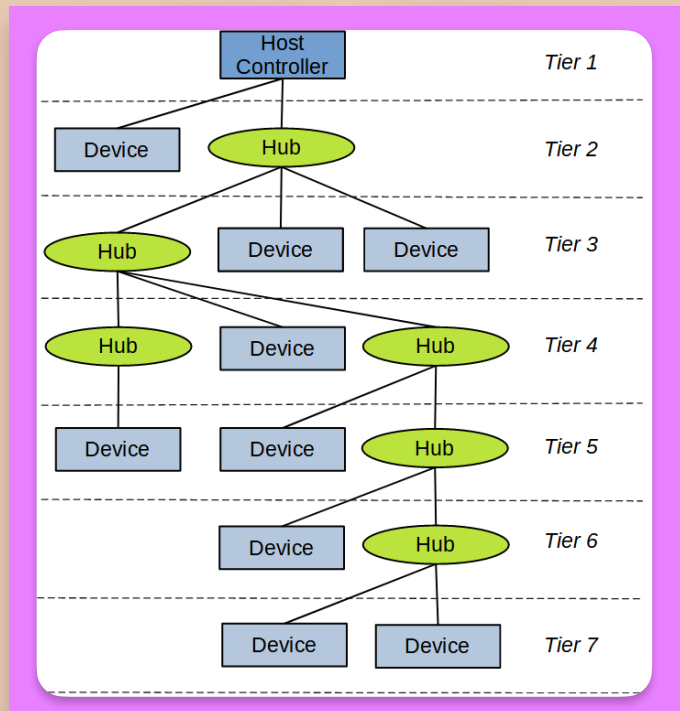 Host
Controller
Tier 1
Device
Hub
Tier 2
Hub
Device
Device
Tier 3
Hub
Device
Hub
Tier 4
Device
Device
Hub
Tier 5
Device
Hub
Tier 6
Device
Device
Tier 7